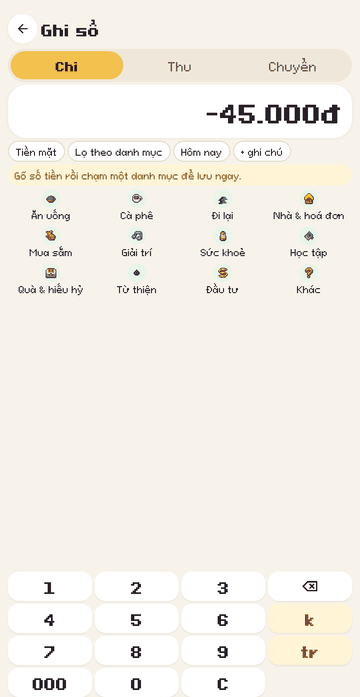 Ghi sổ
Chi Thu Chuyển
-45.000đ
Tiền mặt Lọ theo danh mục Hôm nay + ghi chú
Gõ số tiền rồi chạm một danh mục để lưu ngay.
Ăn uống Cà phê Đi lại Nhà & hoá đơn
Mua sắm Giải trí Sức khoẻ Học tập
Quà & hiếu hỷ Từ thiện Đầu tư Khác
1 2 3
4 5 6 k
7 8 9 tr
000 0 C